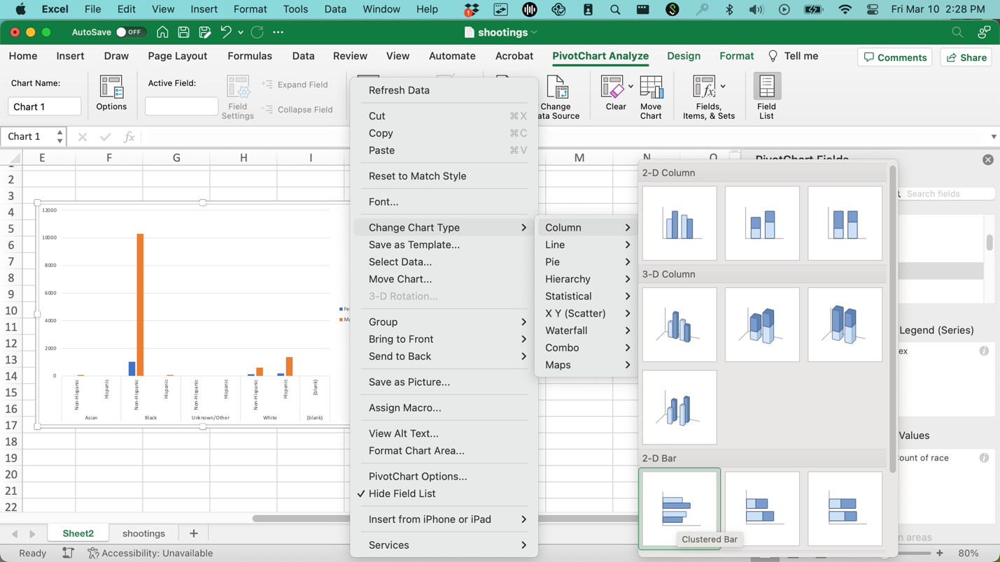 Excel File Edit View Insert Format Tools Data Window Help 1 Fri Mar 10 2:28 PM
AutoSave OFF shootings
Home Insert Draw Page Layout Formulas Data Review View Automate Acrobat PivotChart Analyze Design Format Tell me Comments Share
Chart Name:
Chart 1
Options
Active Field:
Field
Settings
Expand Field
Collapse Field
Change
ata Source
Clear
Move
Chart
Fields,
Items, & Sets
Field
List
Chart 1 fx
E F G H I M N O
PivotChart Fields
Search fields
2
3
4
5
6
7
8
9
10
11
12
13
14
15
16
17
18
19
20
21
22
12000
10000
8000
6000
4000
2000
0
Non-Hispanic
Hispanic
Non-Hispanic
Hispanic
Non-Hispanic
Hispanic
Non-Hispanic
Hispanic
(blank)
Asian Black Unknown/Other White (blank)
Fe
Ma
Refresh Data
Cut ⌘X
Copy ⌘C
Paste ⌘V
Reset to Match Style
Font...
Change Chart Type
Save as Template...
Select Data...
Move Chart...
3-D Rotation...
Group
Bring to Front
Send to Back
Save as Picture...
Assign Macro...
View Alt Text...
Format Chart Area...
PivotChart Options...
✓ Hide Field List
Insert from iPhone or iPad
Services
Column
Line
Pie
Hierarchy
Statistical
X Y (Scatter)
Waterfall
Combo
Maps
2-D Column
3-D Column
2-D Bar
Clustered Bar
Legend (Series)
ex
Values
ount of race
n areas
Sheet2 shootings +
Ready Accessibility: Unavailable + 80%